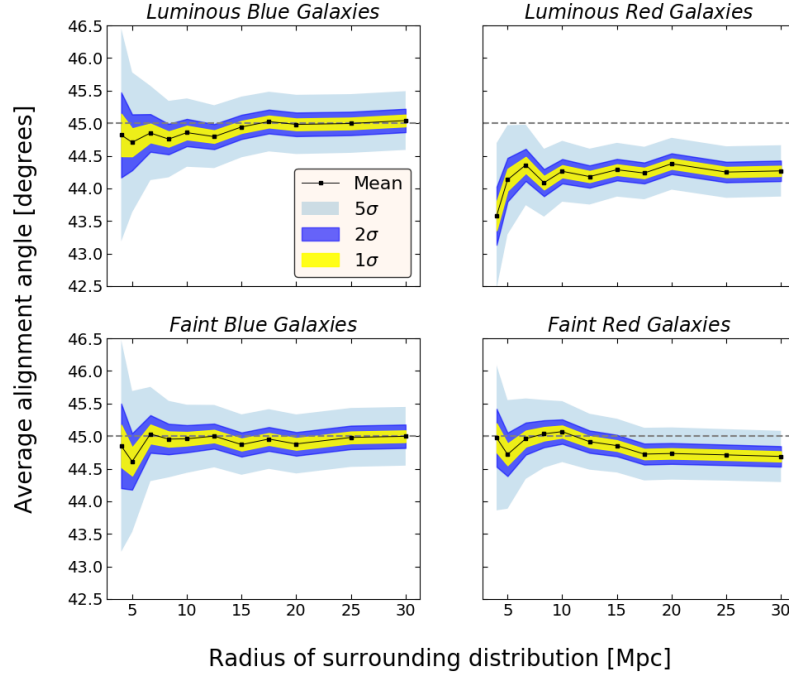 Luminous Blue Galaxies
Luminous Red Galaxies
46.5
46.0
45.5
45.0
44.5
44.0
43.5
43.0
42.5
Mean
5σ
2σ
1σ
Faint Blue Galaxies
Faint Red Galaxies
46.5
46.0
45.5
45.0
44.5
44.0
43.5
43.0
42.5
5 10 15 20 25 30
5 10 15 20 25 30
Average alignment angle [degrees]
Radius of surrounding distribution [Mpc]